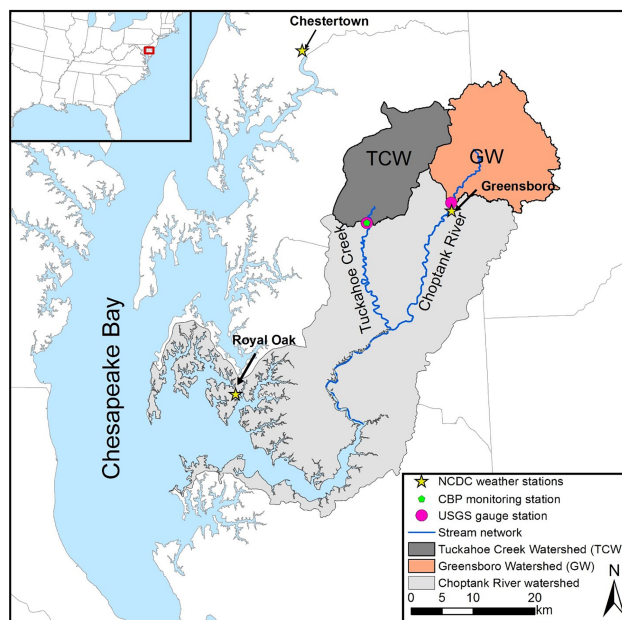 Chestertown
TCW
GW
Greensboro
Tuckahoe Creek
Choptank River
Royal Oak
Chesapeake Bay
NCDC weather stations
CBP monitoring station
USGS gauge station
Stream network
Tuckahoe Creek Watershed (TCW
Greensboro Watershed (GW)
Choptank River watershed
N
0 5 10 20
km